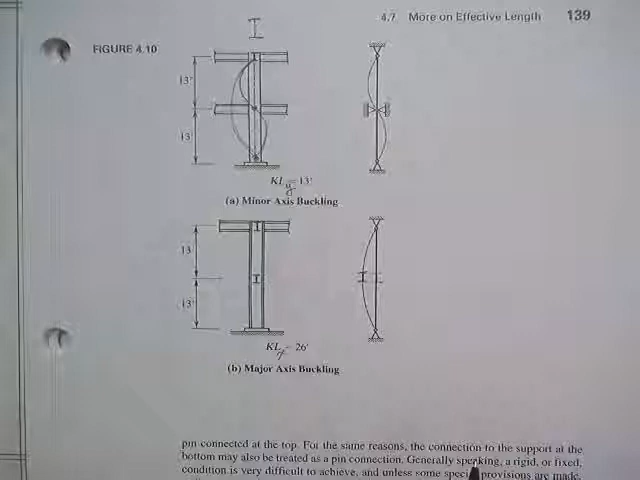 4.7 More on Effective Length 139
FIGURE 4.10
13'
13'
KLy = 13'
(a) Minor Axis Buckling
13'
13'
KLx = 26'
(b) Major Axis Buckling
pin connected at the top. For the same reasons, the connection to the support at the
bottom may also be treated as a pin connection. Generally speaking, a rigid, or fixed,
condition is very difficult to achieve, and unless some special provisions are made,